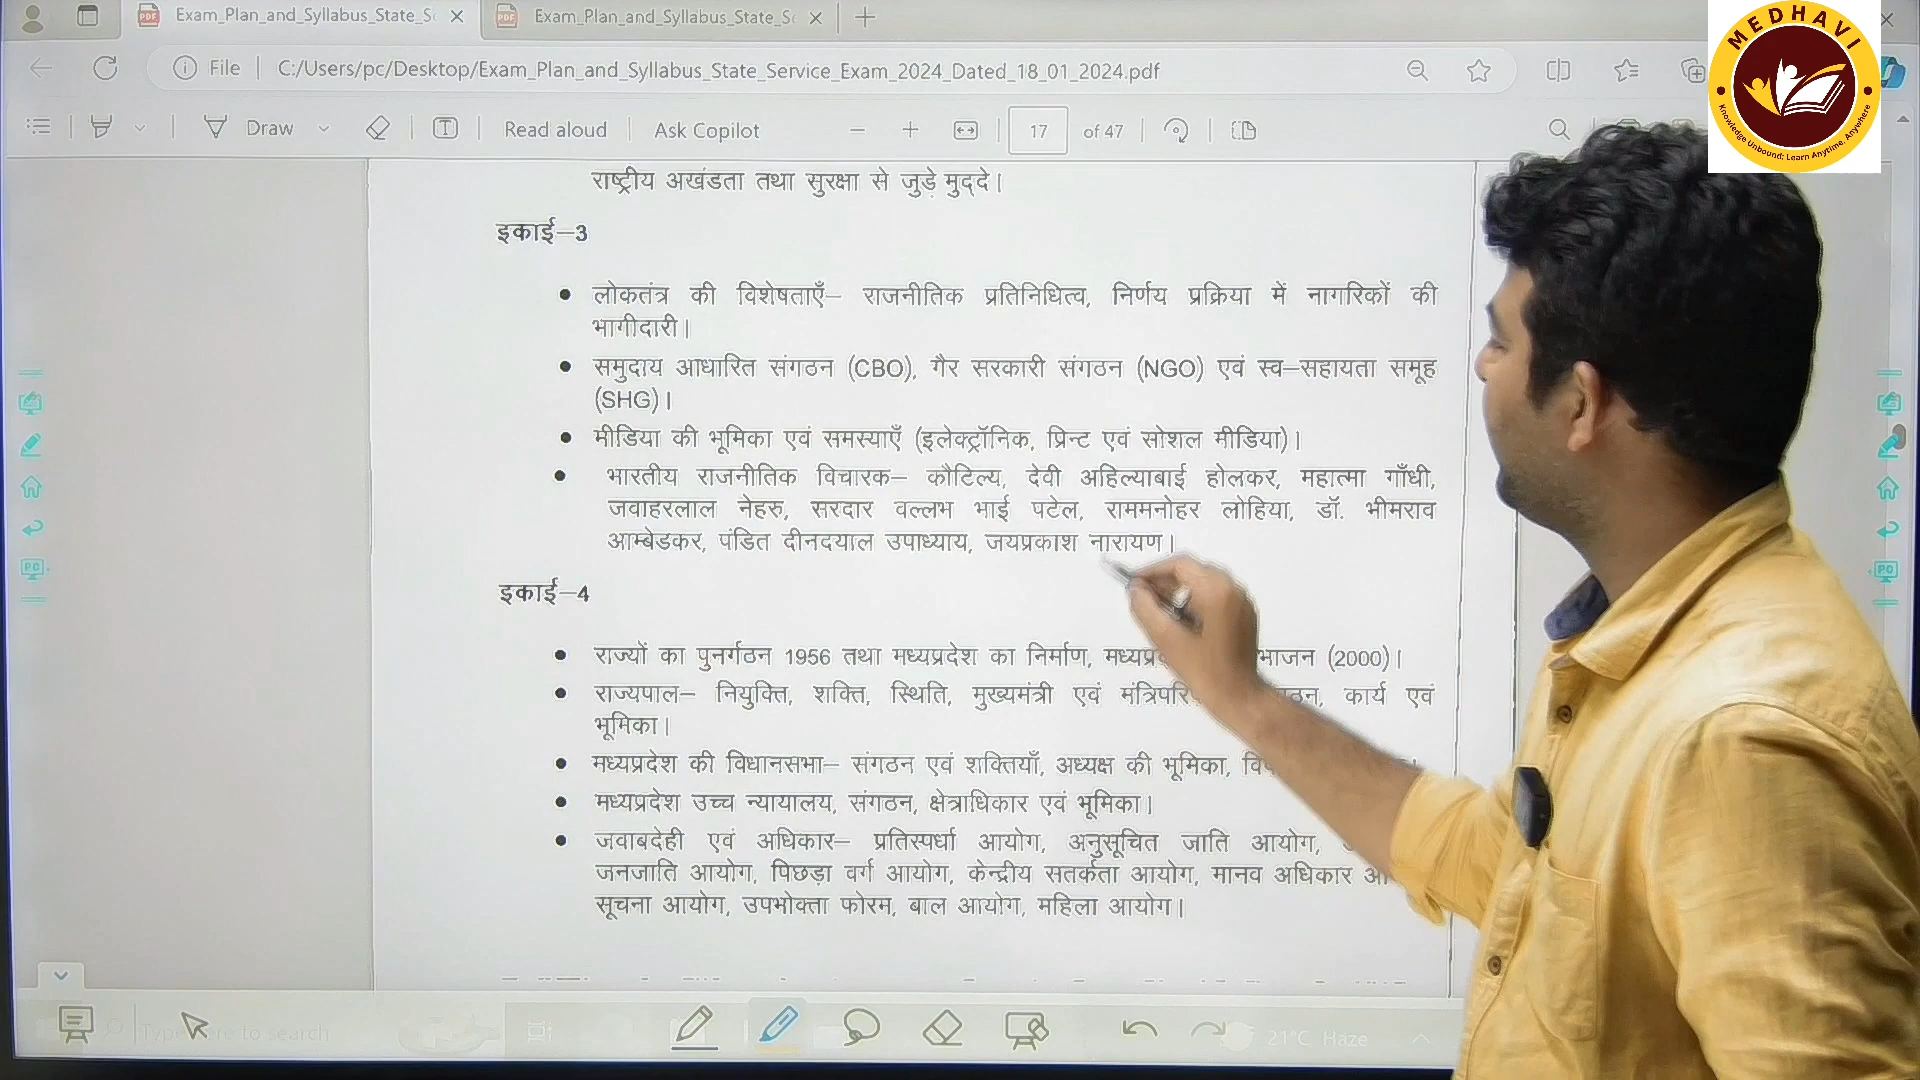 Exam_Plan_and_Syllabus_State_S
Exam_Plan_and_Syllabus_State_S
File
C:/Users/pc/Desktop/Exam_Plan_and_Syllabus_State_Service_Exam_2024_Dated_18_01_2024.pdf
MEDHAVI
Knowledge Unbound: Learn Anytime, Anywhere
Draw
Read aloud
Ask Copilot
17
of 47
राष्ट्रीय अखंडता तथा सुरक्षा से जुड़े मुद्दे।
इकाई–3
• लोकतंत्र की विशेषताएँ– राजनीतिक प्रतिनिधित्व, निर्णय प्रक्रिया में नागरिकों की
भागीदारी।
• समुदाय आधारित संगठन (CBO), गैर सरकारी संगठन (NGO) एवं स्व–सहायता समूह
(SHG)।
• मीडिया की भूमिका एवं समस्याएँ (इलेक्ट्रॉनिक, प्रिन्ट एवं सोशल मीडिया)।
• भारतीय राजनीतिक विचारक– कौटिल्य, देवी अहिल्याबाई होलकर, महात्मा गाँधी,
जवाहरलाल नेहरु, सरदार वल्लभ भाई पटेल, राममनोहर लोहिया, डॉ. भीमराव
आम्बेडकर, पंडित दीनदयाल उपाध्याय, जयप्रकाश नारायण।
इकाई–4
• राज्यों का पुनर्गठन 1956 तथा मध्यप्रदेश का निर्माण, भाजन (2000)।
• राज्यपाल– नियुक्ति, शक्ति, स्थिति, मुख्यमंत्री एवं कार्य एवं
भूमिका।
• मध्यप्रदेश की विधानसभा– संगठन एवं शक्तियाँ, अध्यक्ष की भूमिका,
• मध्यप्रदेश उच्च न्यायालय, संगठन, क्षेत्राधिकार एवं भूमिका।
• जवाबदेही एवं अधिकार– प्रतिस्पर्धा आयोग, अनुसूचित जाति आयोग,
जनजाति आयोग, पिछड़ा वर्ग आयोग, केन्द्रीय सतर्कता आयोग, मानव अधिकार
सूचना आयोग, उपभोक्ता फोरम, बाल आयोग, महिला आयोग।
Type here to search
21°C Haze